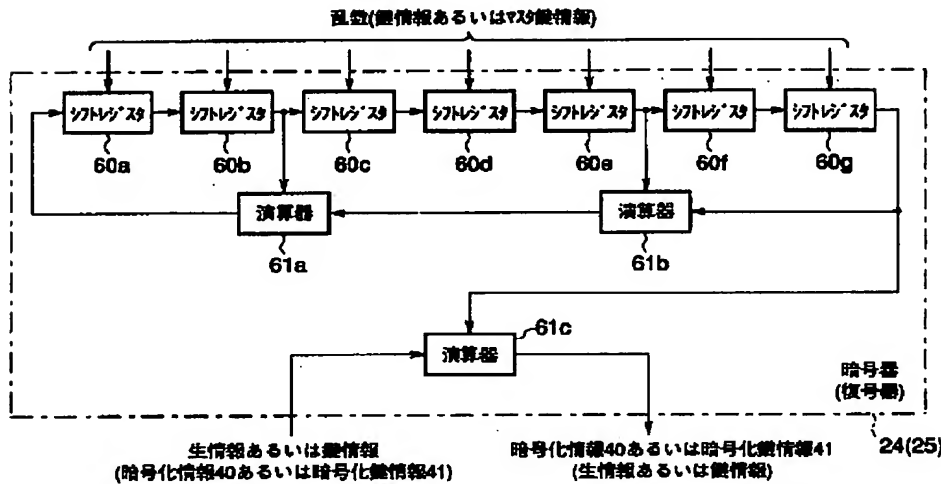 乱数(鍵情報あるいはマスタ鍵情報)
シフトレジスタ シフトレジスタ シフトレジスタ シフトレジスタ シフトレジスタ シフトレジスタ シフトレジスタ
60a 60b 60c 60d 60e 60f 60g
演算器 演算器
61a 61b
61c
演算器
暗号器
(復号器)
24(25)
生情報あるいは鍵情報
(暗号化情報40あるいは暗号化鍵情報41)
暗号化情報40あるいは暗号化鍵情報41
(生情報あるいは鍵情報)